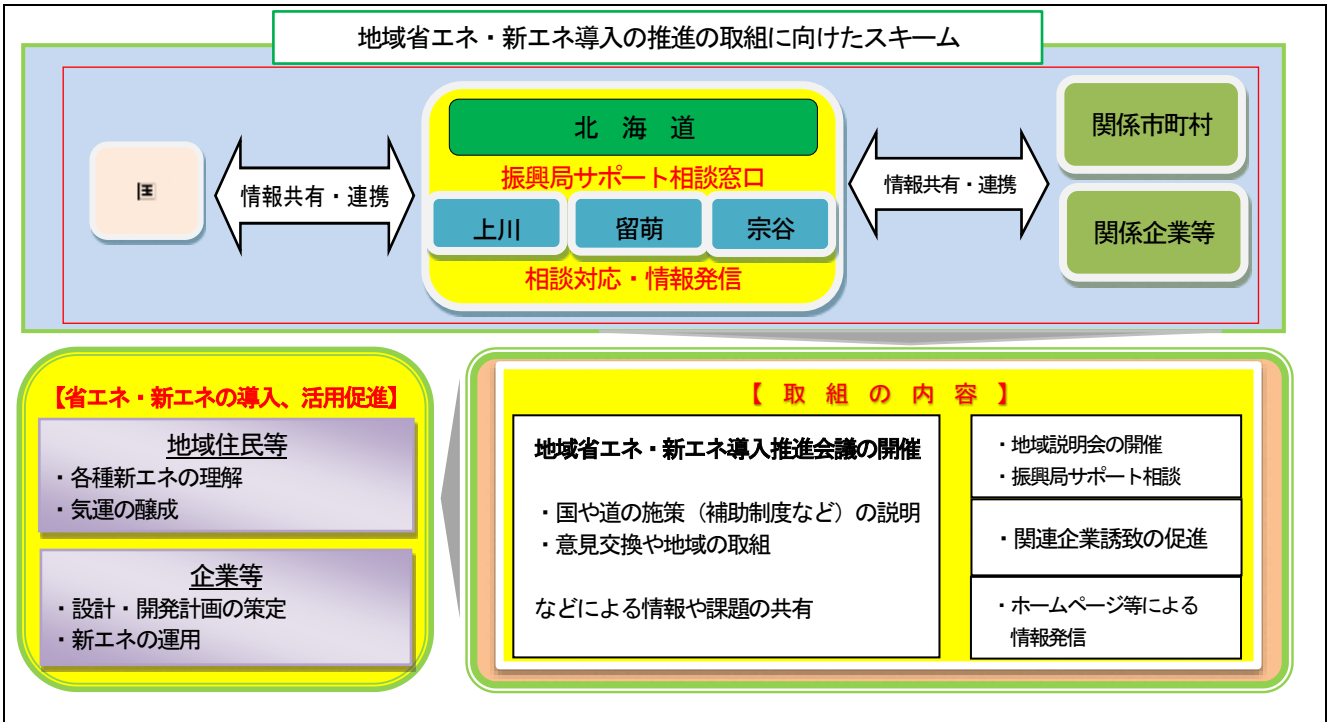 地域省エネ・新エネ導入の推進の取組に向けたスキーム
国
情報共有・連携
北 海 道
振興局サポート相談窓口
上川
留萌
宗谷
相談対応・情報発信
情報共有・連携
関係市町村
関係企業等
【省エネ・新エネの導入、活用促進】
地域住民等
・各種新エネの理解
・気運の醸成
企業等
・設計・開発計画の策定
・新エネの運用
【 取 組 の 内 容 】
地域省エネ・新エネ導入推進会議の開催
・国や道の施策（補助制度など）の説明
・意見交換や地域の取組
などによる情報や課題の共有
・地域説明会の開催
・振興局サポート相談
・関連企業誘致の促進
・ホームページ等による
情報発信